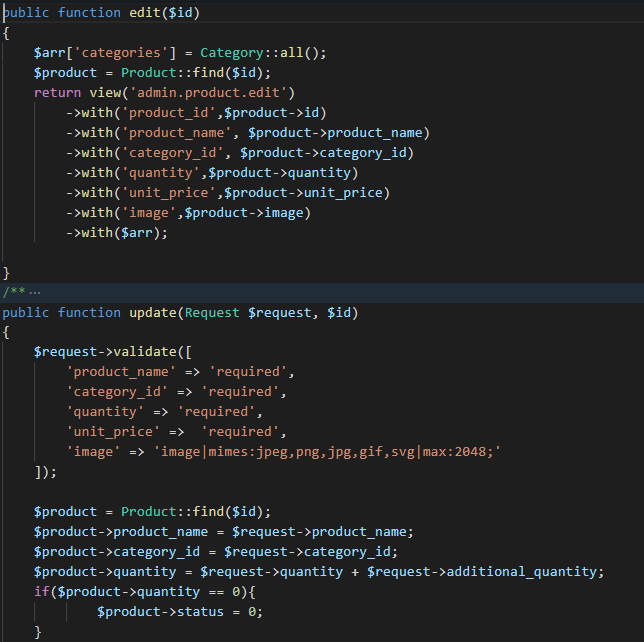 public function edit($id)
{
    $arr['categories'] = Category::all();
    $product = Product::find($id);
    return view('admin.product.edit')
        ->with('product_id',$product->id)
        ->with('product_name', $product->product_name)
        ->with('category_id', $product->category_id)
        ->with('quantity',$product->quantity)
        ->with('unit_price',$product->unit_price)
        ->with('image',$product->image)
        ->with($arr);

}
/** ...
public function update(Request $request, $id)
{
    $request->validate([
        'product_name' => 'required',
        'category_id' => 'required',
        'quantity' => 'required',
        'unit_price' =>  'required',
        'image' => 'image|mimes:jpeg,png,jpg,gif,svg|max:2048;'
    ]);

    $product = Product::find($id);
    $product->product_name = $request->product_name;
    $product->category_id = $request->category_id;
    $product->quantity = $request->quantity + $request->additional_quantity;
    if($product->quantity == 0){
            $product->status = 0;
    }